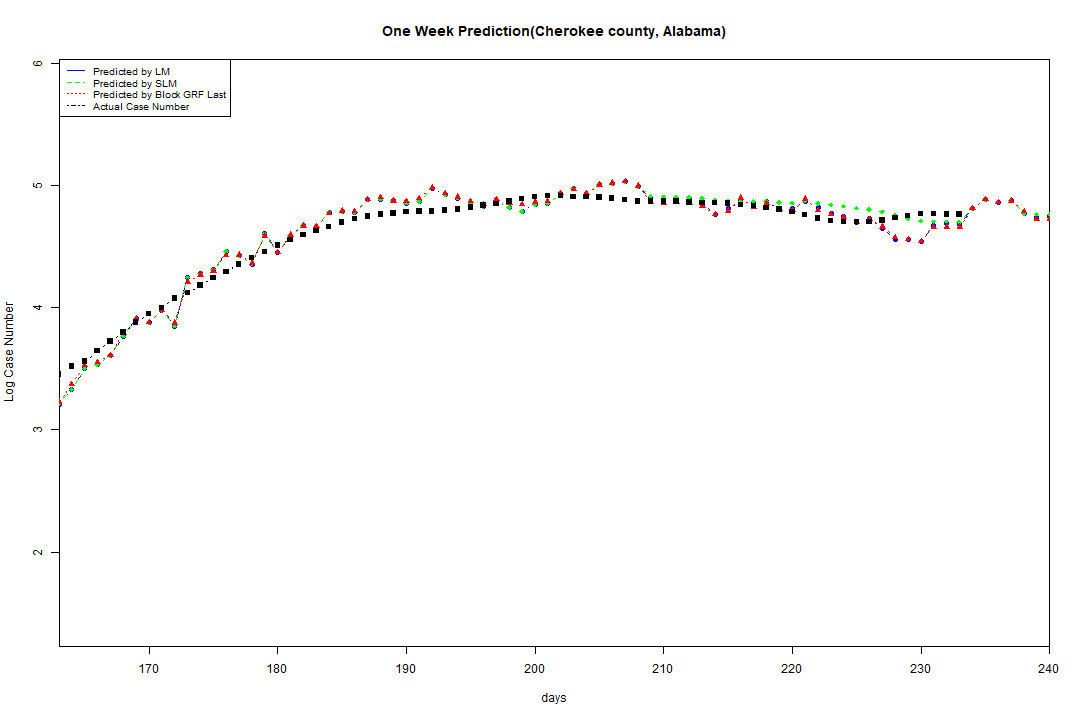 One Week Prediction(Cherokee county, Alabama)
Predicted by LM
Predicted by SLM
Predicted by Block GRF Last
Actual Case Number
6
5
4
3
2
Log Case Number
170 180 190 200 210 220 230 240
days